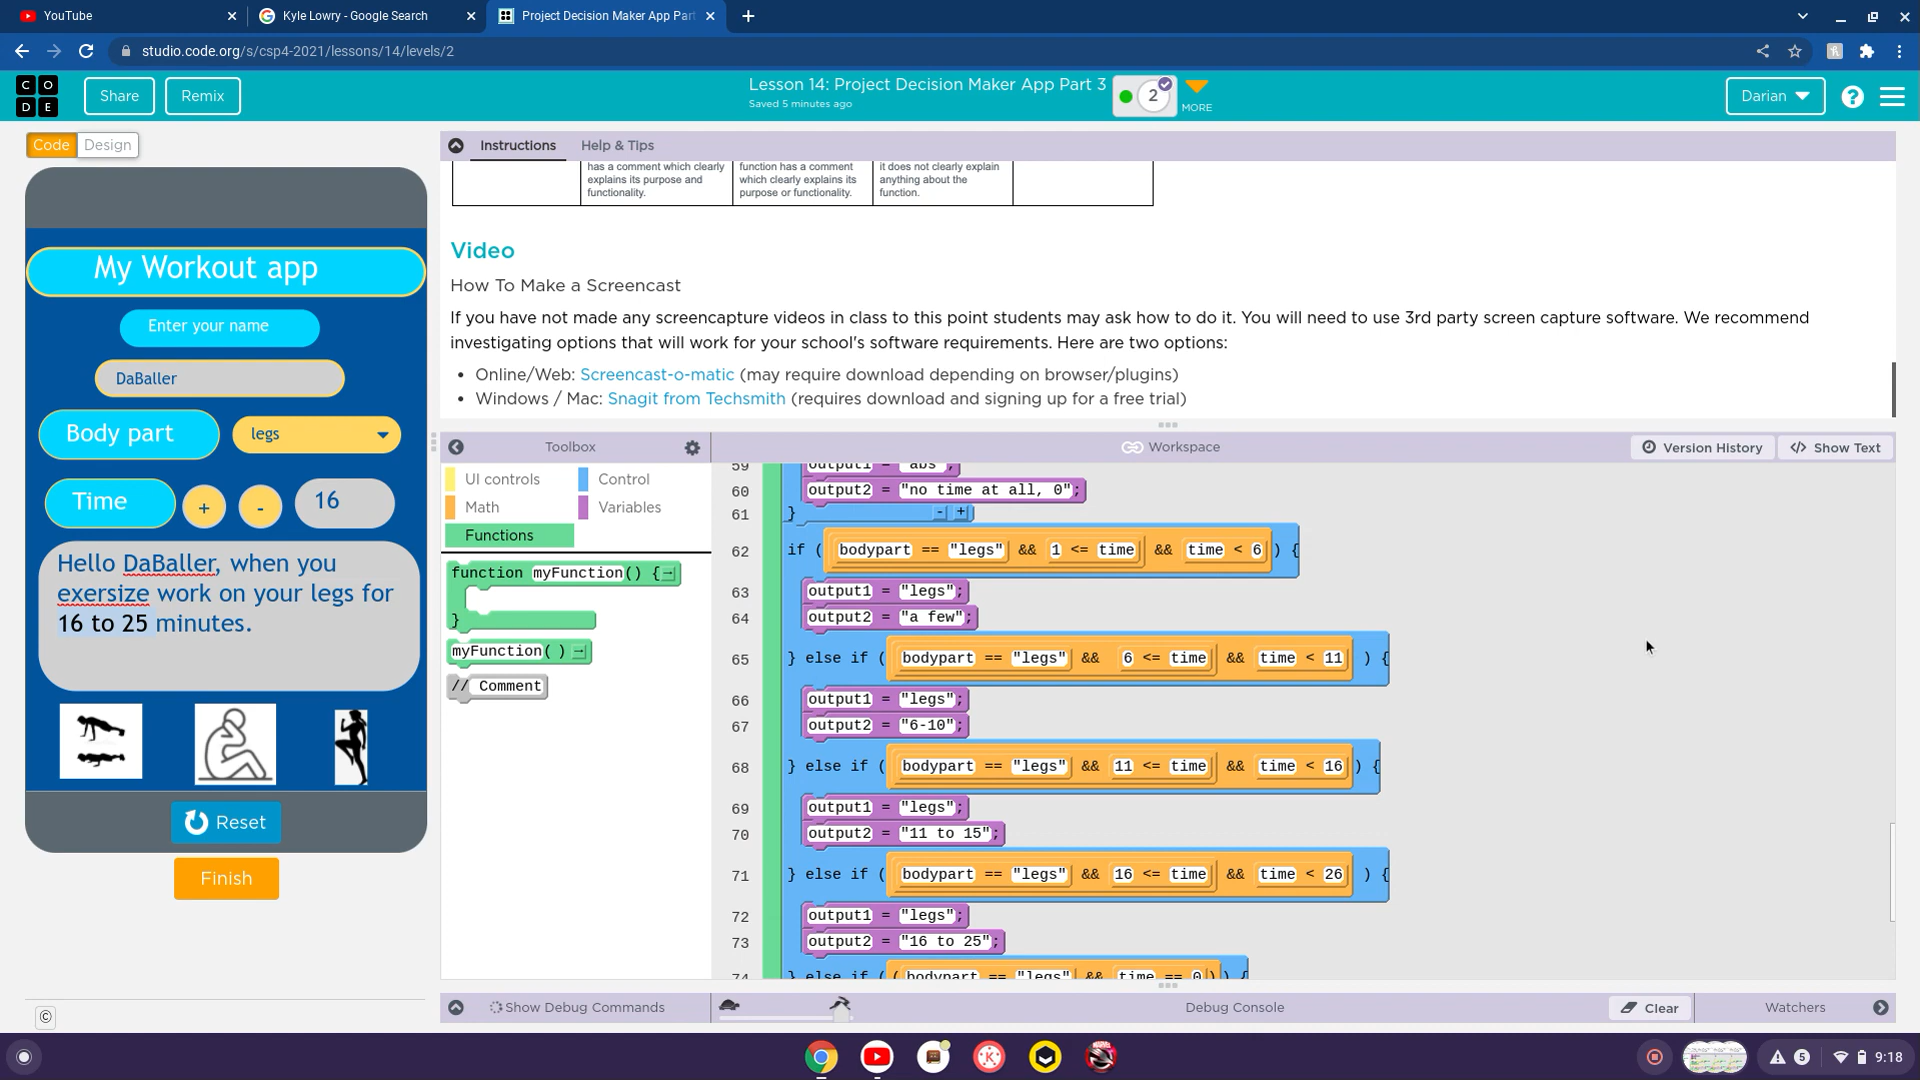 YouTube
Kyle Lowry - Google Search
Project Decision Maker App Part
studio.code.org/s/csp4-2021/lessons/14/levels/2
C O
D E
Share
Remix
Lesson 14: Project Decision Maker App Part 3
Saved 5 minutes ago
2
MORE
Darian
?
Code
Design
My Workout app
Enter your name
DaBaller
Body part
legs
Time
+
-
16
Hello DaBaller, when you
exersize work on your legs for
16 to 25 minutes.
Reset
Finish
©
Instructions
Help & Tips
has a comment which clearly
explains its purpose and
functionality.
function has a comment
which clearly explains its
purpose or functionality.
it does not clearly explain
anything about the
function.
Video
How To Make a Screencast
If you have not made any screencapture videos in class to this point students may ask how to do it. You will need to use 3rd party screen capture software. We recommend
investigating options that will work for your school's software requirements. Here are two options:
• Online/Web: Screencast-o-matic (may require download depending on browser/plugins)
• Windows / Mac: Snagit from Techsmith (requires download and signing up for a free trial)
Toolbox
Workspace
Version History
</> Show Text
UI controls
Control
Math
Variables
Functions
function myFunction() {
}
myFunction()
// Comment
59 output1 = "abs";
60 output2 = "no time at all, 0";
61 } - +
62 if ( bodypart == "legs" && 1 <= time && time < 6 ) {
63 output1 = "legs";
64 output2 = "a few";
65 } else if ( bodypart == "legs" && 6 <= time && time < 11 ) {
66 output1 = "legs";
67 output2 = "6-10";
68 } else if ( bodypart == "legs" && 11 <= time && time < 16 ) {
69 output1 = "legs";
70 output2 = "11 to 15";
71 } else if ( bodypart == "legs" && 16 <= time && time < 26 ) {
72 output1 = "legs";
73 output2 = "16 to 25";
74 } else if ( ( bodypart == "legs" && time == 0 ) ) {
Show Debug Commands
Debug Console
Clear
Watchers
K
5
9:18